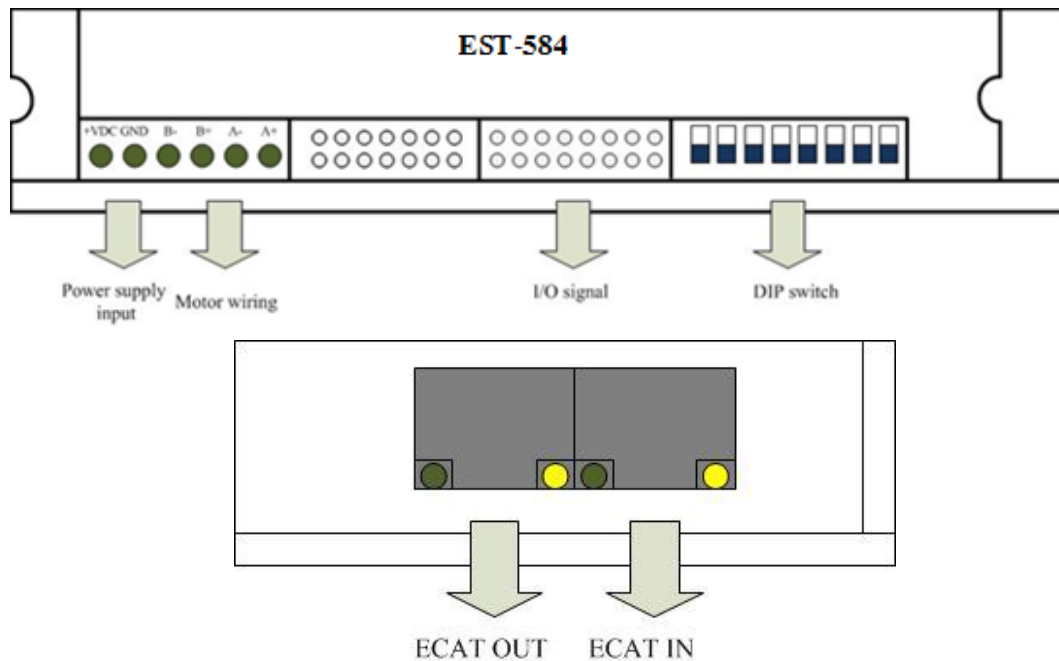 EST-584
+VDC GND B- B+ A- A+
Power supply
input
Motor wiring
I/O signal
DIP switch
ECAT OUT ECAT IN